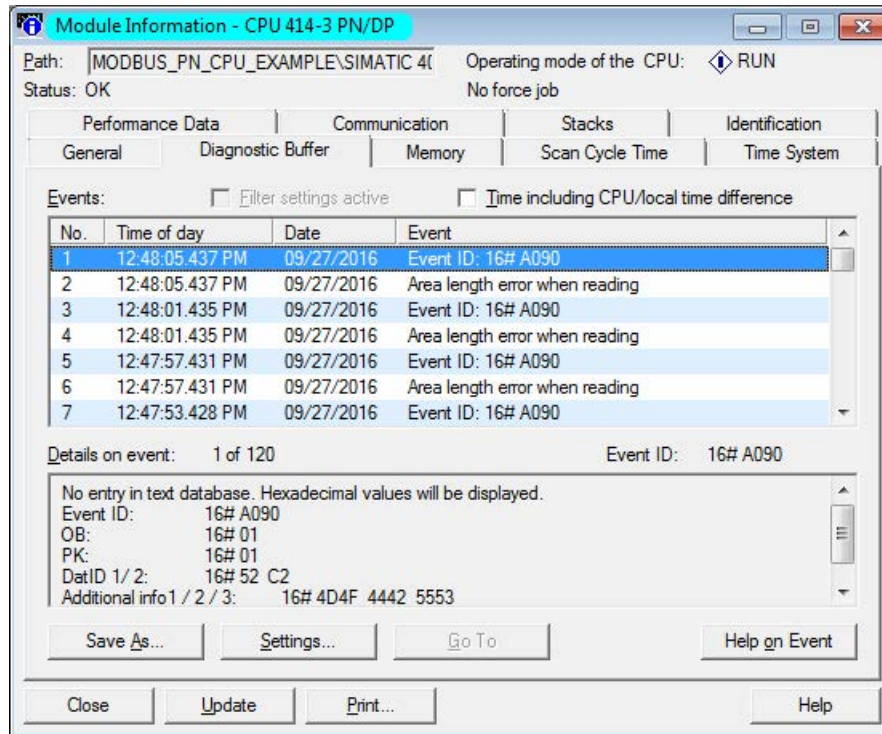 Module Information - CPU 414-3 PN/DP
Path: MODBUS_PN_CPU_EXAMPLE\SIMATIC 40 Operating mode of the CPU: RUN
Status: OK No force job
Performance Data Communication Stacks Identification
General Diagnostic Buffer Memory Scan Cycle Time Time System
Events: Filter settings active Time including CPU/local time difference
No. Time of day Date Event
1 12:48:05.437 PM 09/27/2016 Event ID: 16# A090
2 12:48:05.437 PM 09/27/2016 Area length error when reading
3 12:48:01.435 PM 09/27/2016 Event ID: 16# A090
4 12:48:01.435 PM 09/27/2016 Area length error when reading
5 12:47:57.431 PM 09/27/2016 Event ID: 16# A090
6 12:47:57.431 PM 09/27/2016 Area length error when reading
7 12:47:53.428 PM 09/27/2016 Event ID: 16# A090
Details on event: 1 of 120 Event ID: 16# A090
No entry in text database. Hexadecimal values will be displayed.
Event ID: 16# A090
OB: 16# 01
PK: 16# 01
DatID 1/ 2: 16# 52 C2
Additional info1 / 2 / 3: 16# 4D4F 4442 5553
Save As... Settings... Go To Help on Event
Close Update Print... Help